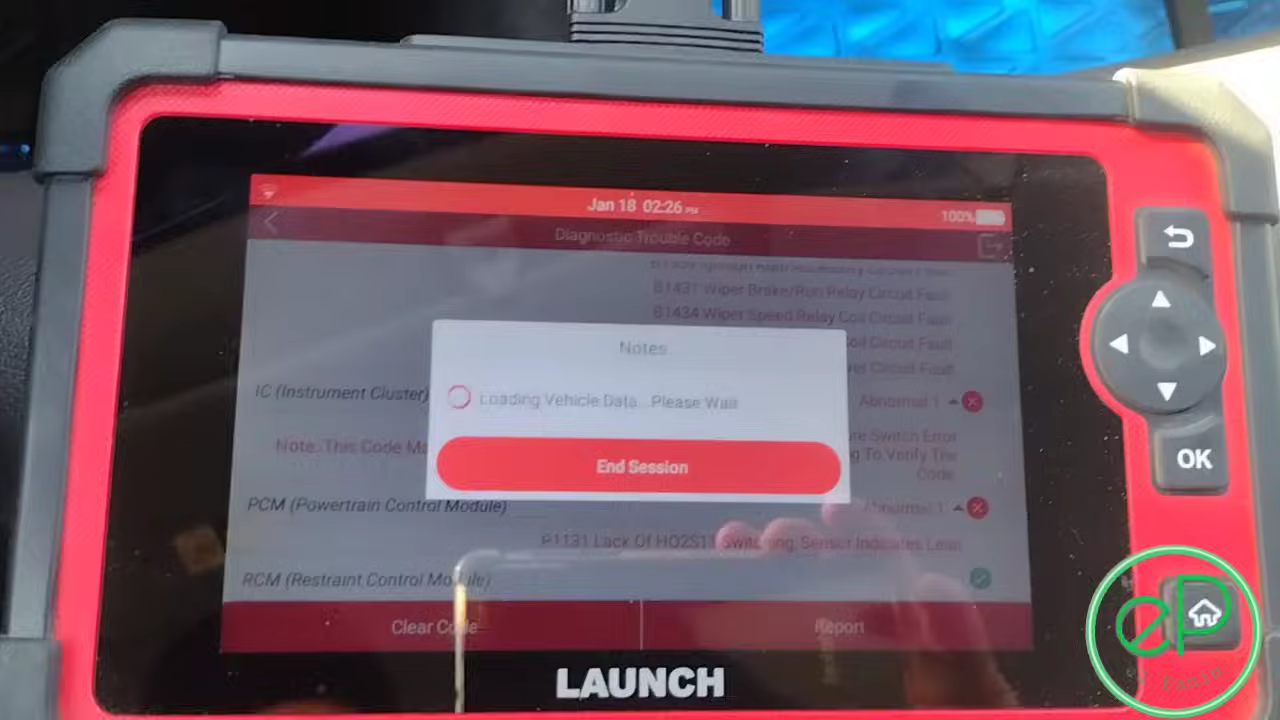 Jan 18 02:26 PM
100%
Diagnostic Trouble Code
B1431 Wiper Brake/Run Relay Circuit Fault
B1434 Wiper Speed Relay Coil Circuit Fault
Coil Circuit Fault
Circuit Fault
Notes
Loading Vehicle Data...Please Wait
End Session
IC (Instrument Cluster)
Abnormal 1
Switch Error
Note: This Code
To Verify The
Code
PCM (Powertrain Control Module)
Abnormal 1
P1131 Lack Of HO2S11 Switching, Sensor Indicates Lean
RCM (Restraint Control Module)
Clear Code
Report
LAUNCH
OK
eP
Panto